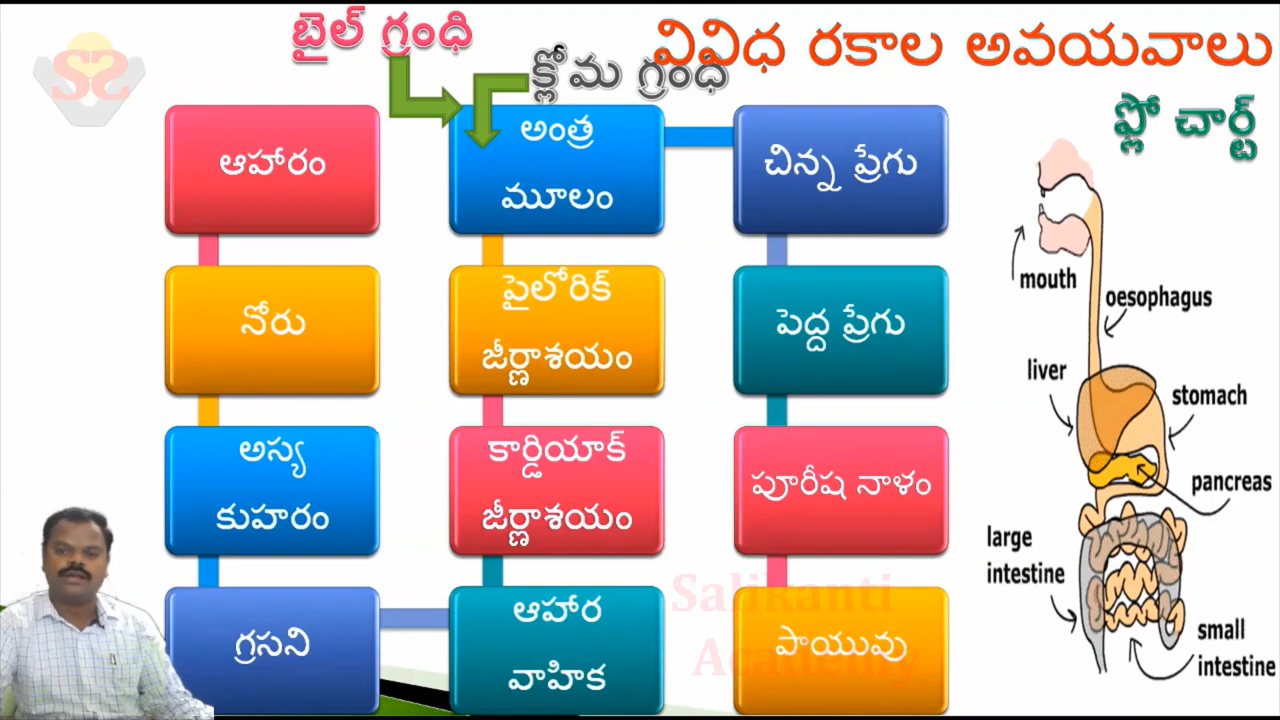 బైల్ గ్రంధి
వివిధ రకాల అవయవాలు
క్లోమ గ్రంధి
ఫ్లో చార్ట్
ఆహారం
నోరు
అస్య
కుహరం
గ్రసని
అంత్ర
మూలం
పైలోరిక్
జీర్ణాశయం
కార్డియాక్
జీర్ణాశయం
ఆహార
వాహిక
చిన్న ప్రేగు
పెద్ద ప్రేగు
పూరీష నాళం
పాయువు
Salikanti
Academy
mouth
oesophagus
liver
stomach
pancreas
large
intestine
small
intestine